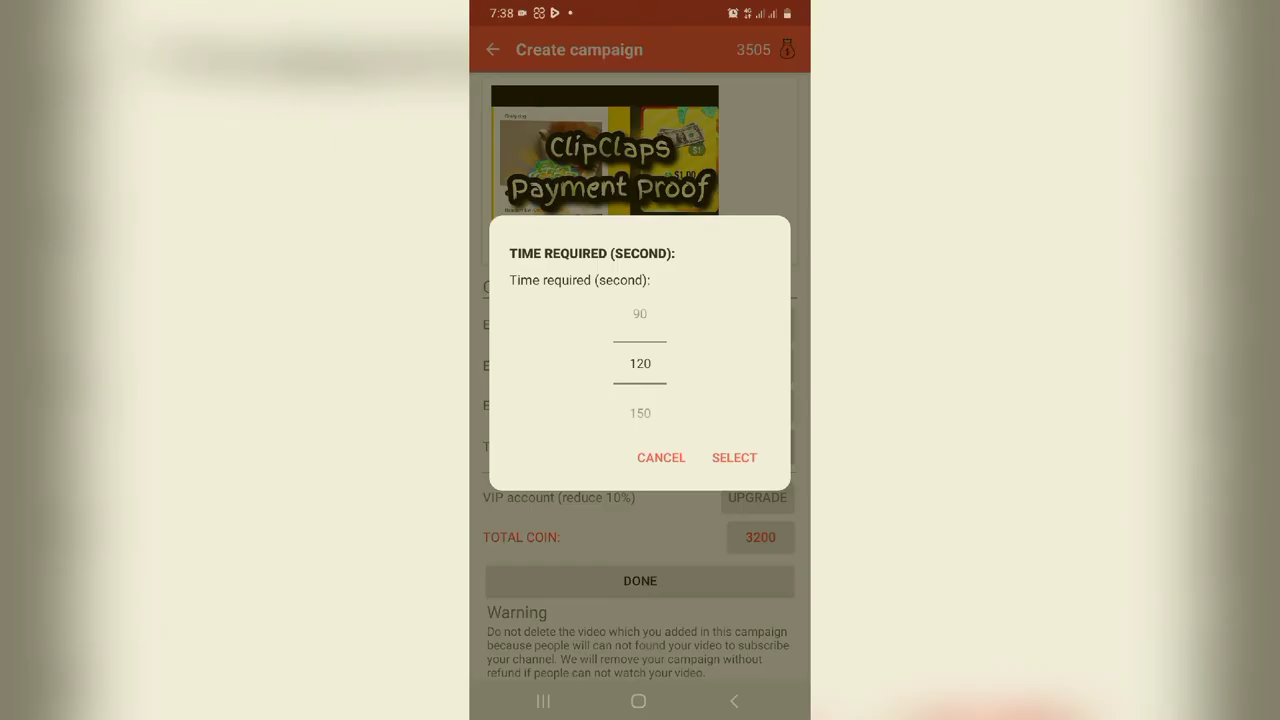 7:38
Create campaign 3505
ClipClaps
$1
$1.00
Payment Proof
TIME REQUIRED (SECOND):
Time required (second):
90
120
150
CANCEL SELECT
VIP account (reduce 10%) UPGRADE
TOTAL COIN: 3200
DONE
Warning
Do not delete the video which you added in this campaign
because people will can not found your video to subscribe
your channel. We will remove your campaign without
refund if people can not watch your video.